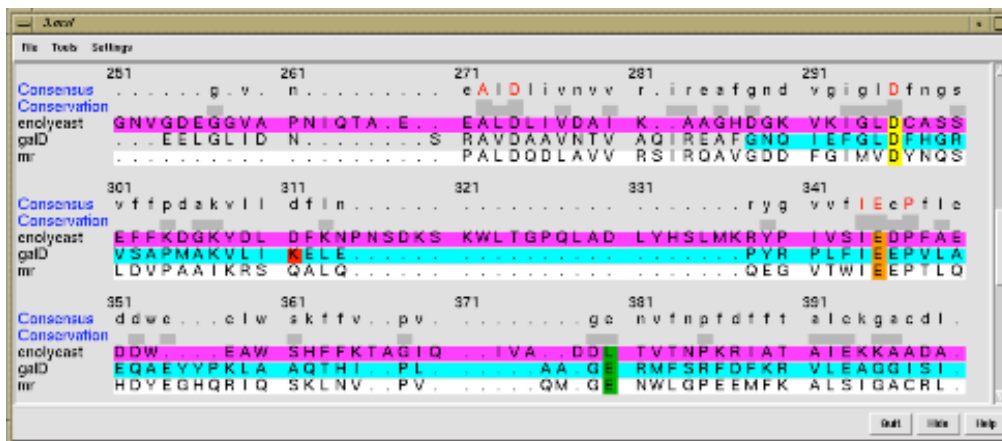 3.acd
File Tools Settings
251 261 271 281 291
Consensus . . . . . . g . v . n . . . . . . . . . e A l D l i v n v v r . i r e a f g n d v g i g l D f n g s
Conservation
enolyeast G N V G D E G G V A P N I Q T A . E . . E A L D L I V D A I K . . A A G H D G K V K I G L D C A S S
galD . . . E E L G L I D N . . . . . . . . S R A V D A A V N T V A Q I R E A F G N Q I E F G L D F H G R
mr . . . . . . . . . . . . . . . . . . . . P A L D Q D L A V V R S I R Q A V G D D F G I M V D Y N Q S
301 311 321 331 341
Consensus v f f p d a k v l l d f l n . . . . . . . . . . . . . . . . . . . . . . . r y g v v f I E e P f l e
Conservation
enolyeast E F F K D G K Y D L D F K N P N S D K S K W L T G P Q L A D L Y H S L M K R Y P I V S I E D P F A E
galD V S A P M A K V L I K E L E . . . . . . . . . . . . . . . . . . . . . . . P Y R P L F I E E P V L A
mr L D V P A A I K R S Q A L Q . . . . . . . . . . . . . . . . . . . . . . . Q E G V T W I E E P T L Q
351 361 371 381 391
Consensus d d w e . . . e l w s k f f v . . p v . . . . . . . . g e n v f n p f d f f t a l e k g a c d l .
Conservation
enolyeast D D W . . . . E A W S H F F K T A G I Q . . I V A . . D D L T V T N P K R I A T A I E K K A A D A .
galD E Q A E Y Y P K L A A Q T H I . . P L . . . . . A A . G E R M F S R F D F K R V L E A G G I S I .
mr H D Y E G H Q R I Q S K L N V . . P V . . . . . Q M . G E N W L G P E E M F K A L S I G A C R L .
Quit Hide Help